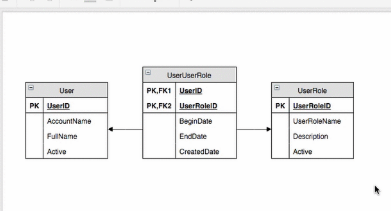 User
PK UserID
AccountName
FullName
Active
UserUserRole
PK,FK1 UserID
PK,FK2 UserRoleID
BeginDate
EndDate
CreatedDate
UserRole
PK UserRoleID
UserRoleName
Description
Active